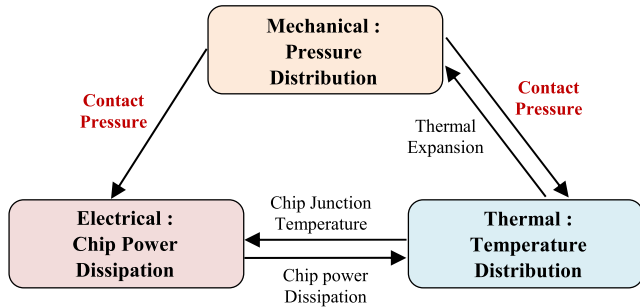 Mechanical :
Pressure
Distribution
Contact
Pressure
Contact
Pressure
Thermal
Expansion
Electrical :
Chip Power
Dissipation
Chip Junction
Temperature
Chip power
Dissipation
Thermal :
Temperature
Distribution